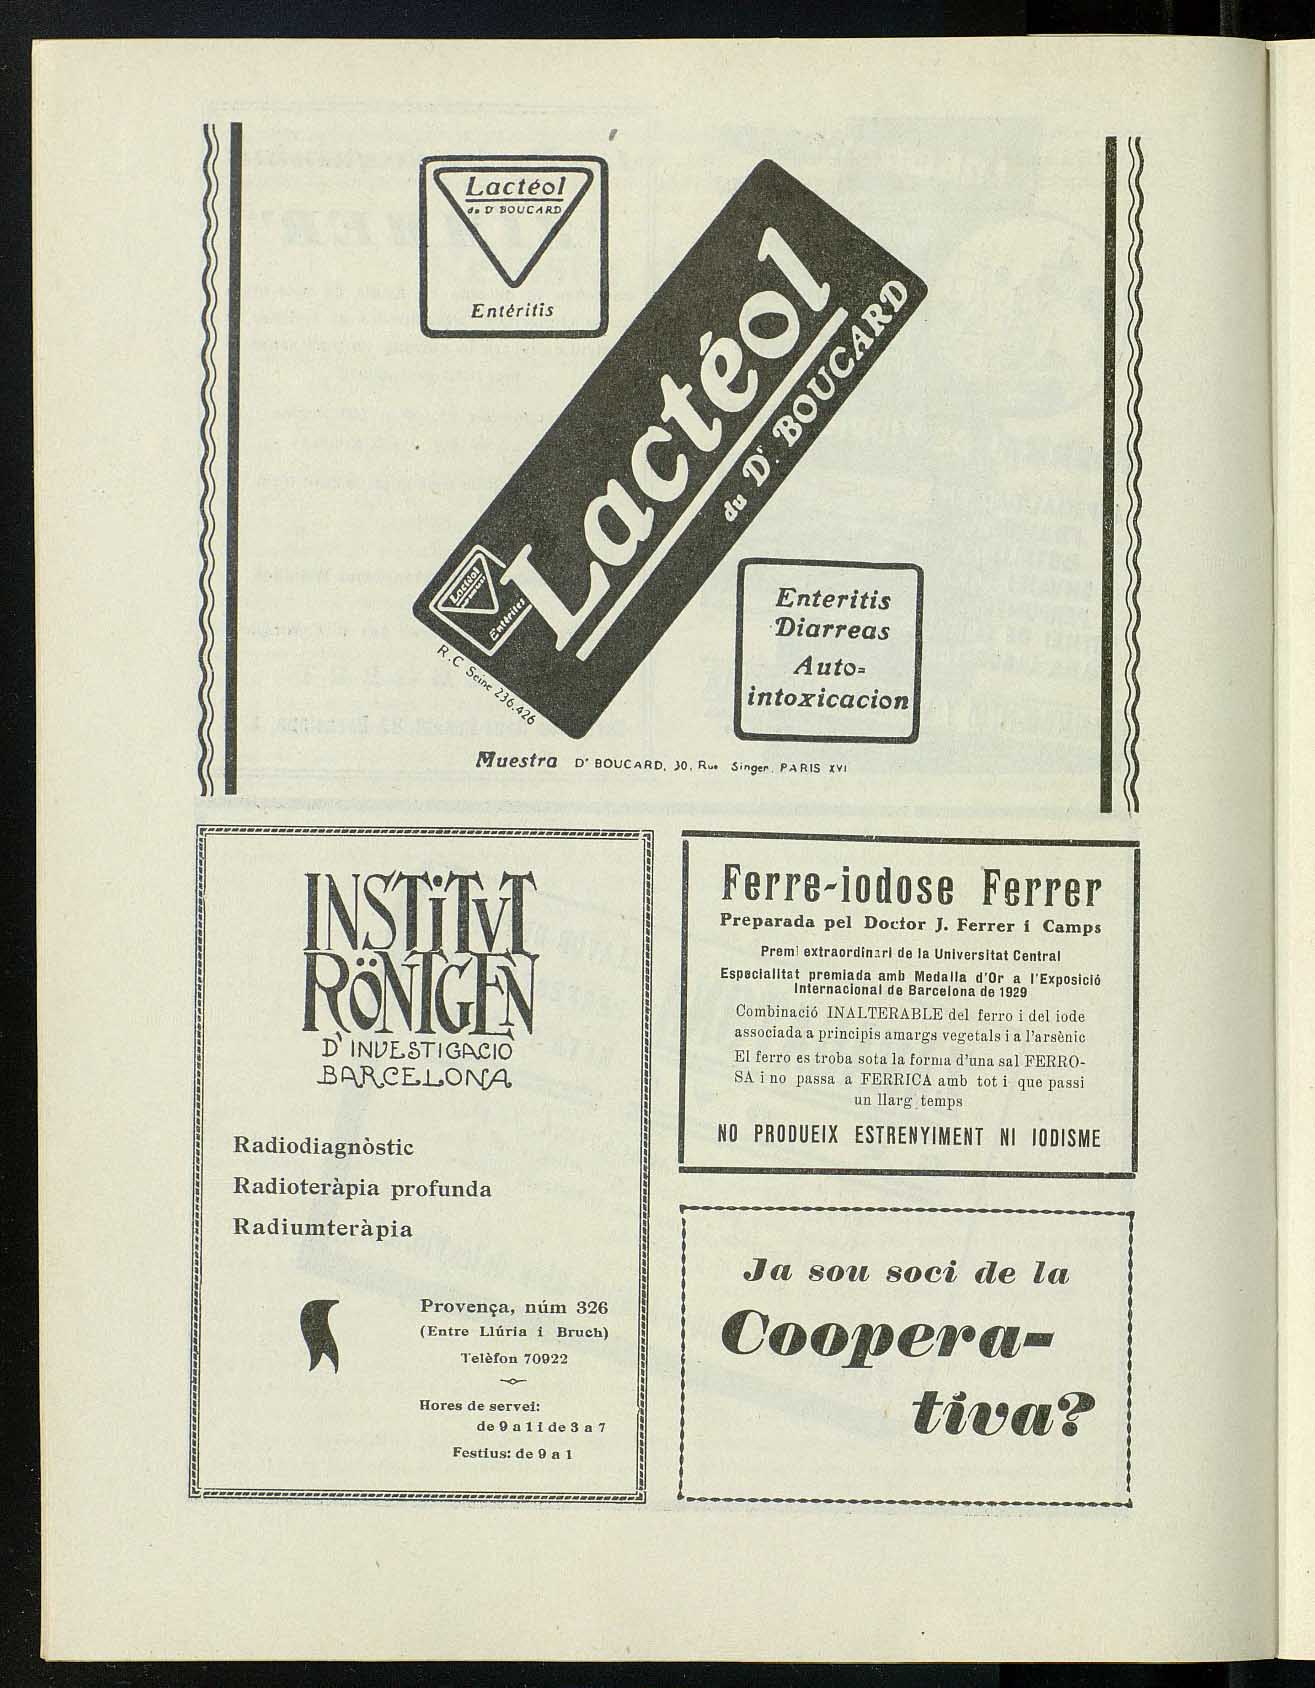 Lactéol
du Dr BOUCARD
Entéritis
Lactéol
du Dr. BOUCARD
Lactéol
Entérites
R.C Seine 236.426
Enteritis
Diarreas
Auto=
intoxicacion
Muestra Dr BOUCARD, 30, Rue Singer, PARIS XVI
INSTiTVT
RÖNTGEN
D'INVESTIGACIO
BARCELONA
Radiodiagnòstic
Radioteràpia profunda
Radiumteràpia
Provença, núm 326
(Entre Llúria i Bruch)
Telèfon 70922
Hores de servei:
de 9 a 1 i de 3 a 7
Festius: de 9 a 1
Ferre-iodose Ferrer
Preparada pel Doctor J. Ferrer i Camps
Premi extraordinari de la Universitat Central
Especialitat premiada amb Medalla d'Or a l'Exposició
Internacional de Barcelona de 1929
Combinació INALTERABLE del ferro i del iode
associada a principis amargs vegetals i a l'arsènic
El ferro es troba sota la forma d'una sal FERRO-
SA i no passa a FERRICA amb tot i que passi
un llarg temps
NO PRODUEIX ESTRENYIMENT NI IODISME
Ja sou soci de la
Coopera-
tiva?